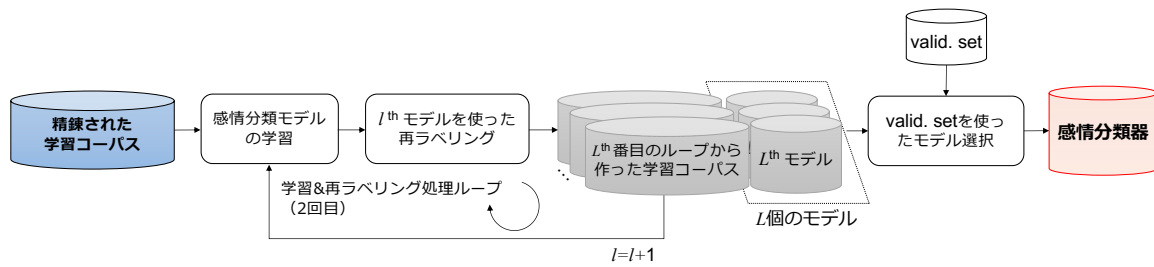 valid. set
精錬された
学習コーパス
感情分類モデル
の学習
l th モデルを使った
再ラベリング
L th 番目のループから
作った学習コーパス
L th モデル
valid. setを使っ
たモデル選択
感情分類器
...
学習&再ラベリング処理ループ
（2回目）
L個のモデル
l=l+1